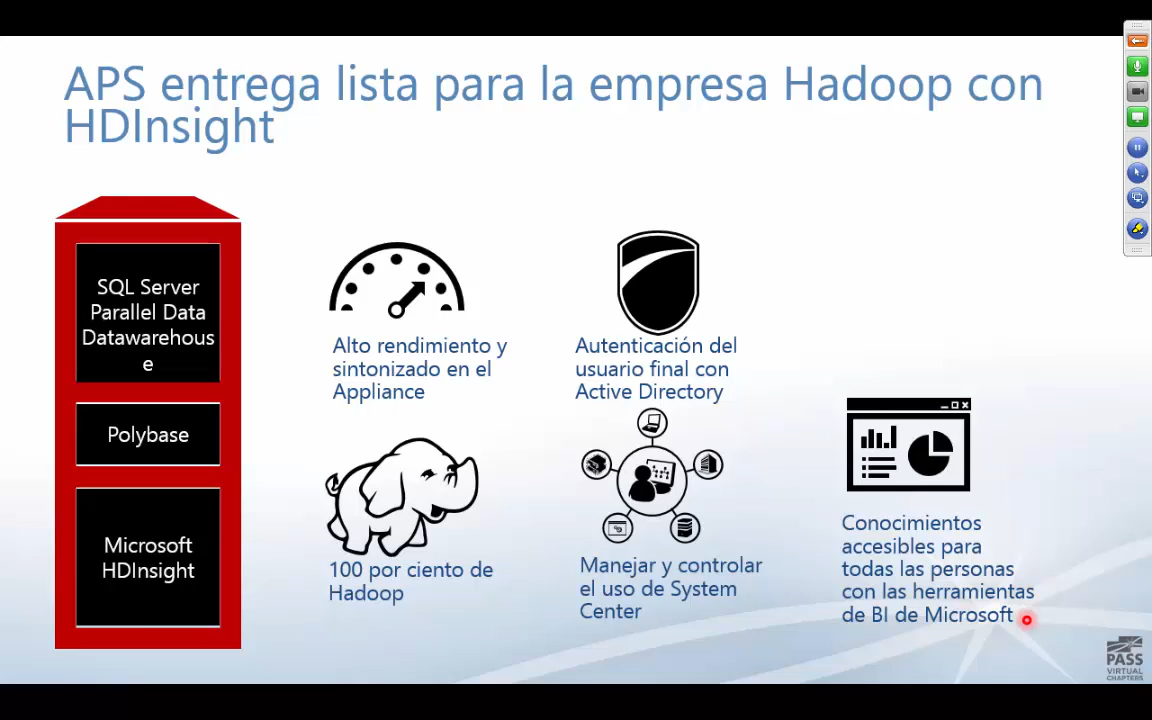 APS entrega lista para la empresa Hadoop con
HDInsight
SQL Server
Parallel Data
Datawarehous
e
Polybase
Microsoft
HDInsight
Alto rendimiento y
sintonizado en el
Appliance
Autenticación del
usuario final con
Active Directory
100 por ciento de
Hadoop
Manejar y controlar
el uso de System
Center
Conocimientos
accesibles para
todas las personas
con las herramientas
de BI de Microsoft
PASS
VIRTUAL
CHAPTERS